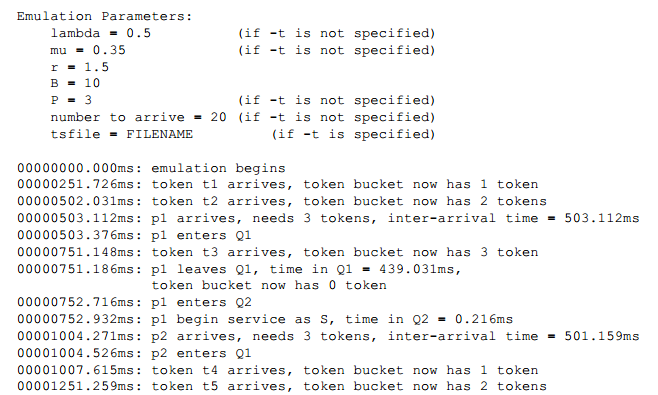 Emulation Parameters:
    lambda = 0.5          (if -t is not specified)
    mu = 0.35             (if -t is not specified)
    r = 1.5
    B = 10
    P = 3                 (if -t is not specified)
    number to arrive = 20 (if -t is not specified)
    tsfile = FILENAME         (if -t is specified)

00000000.000ms: emulation begins
00000251.726ms: token t1 arrives, token bucket now has 1 token
00000502.031ms: token t2 arrives, token bucket now has 2 tokens
00000503.112ms: p1 arrives, needs 3 tokens, inter-arrival time = 503.112ms
00000503.376ms: p1 enters Q1
00000751.148ms: token t3 arrives, token bucket now has 3 token
00000751.186ms: p1 leaves Q1, time in Q1 = 439.031ms,
                token bucket now has 0 token
00000752.716ms: p1 enters Q2
00000752.932ms: p1 begin service as S, time in Q2 = 0.216ms
00001004.271ms: p2 arrives, needs 3 tokens, inter-arrival time = 501.159ms
00001004.526ms: p2 enters Q1
00001007.615ms: token t4 arrives, token bucket now has 1 token
00001251.259ms: token t5 arrives, token bucket now has 2 tokens